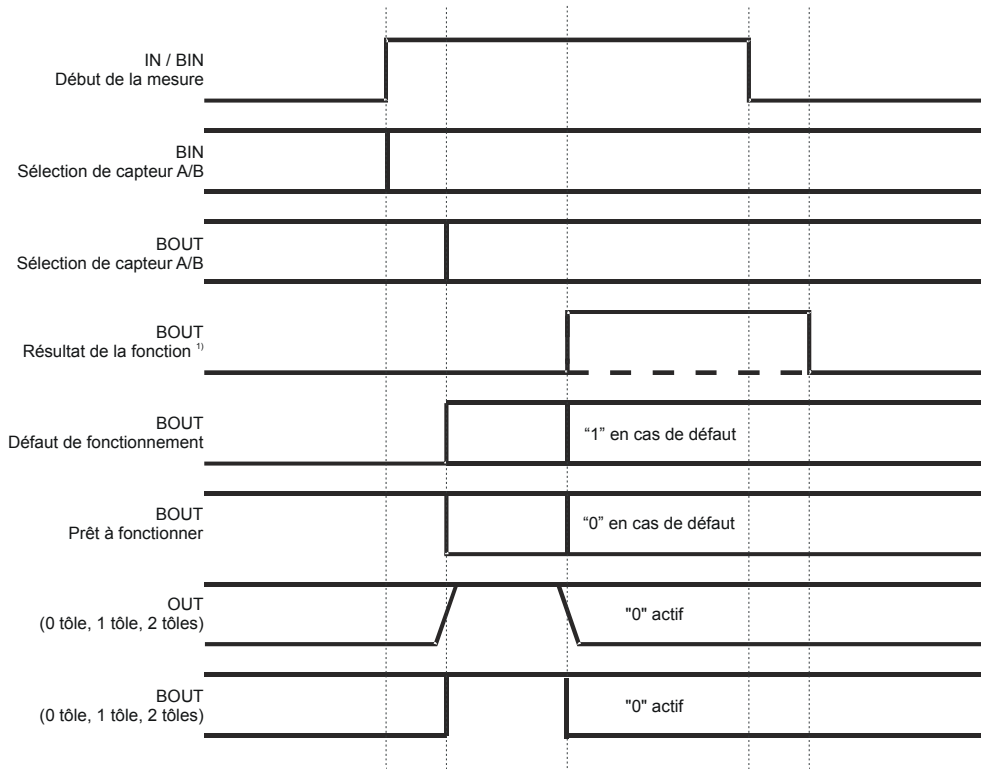 IN / BIN
Début de la mesure
BIN
Sélection de capteur A/B
BOUT
Sélection de capteur A/B
BOUT
Résultat de la fonction 1)
BOUT
Défaut de fonctionnement
“1” en cas de défaut
BOUT
Prêt à fonctionner
“0” en cas de défaut
OUT
(0 tôle, 1 tôle, 2 tôles)
"0" actif
BOUT
(0 tôle, 1 tôle, 2 tôles)
"0" actif